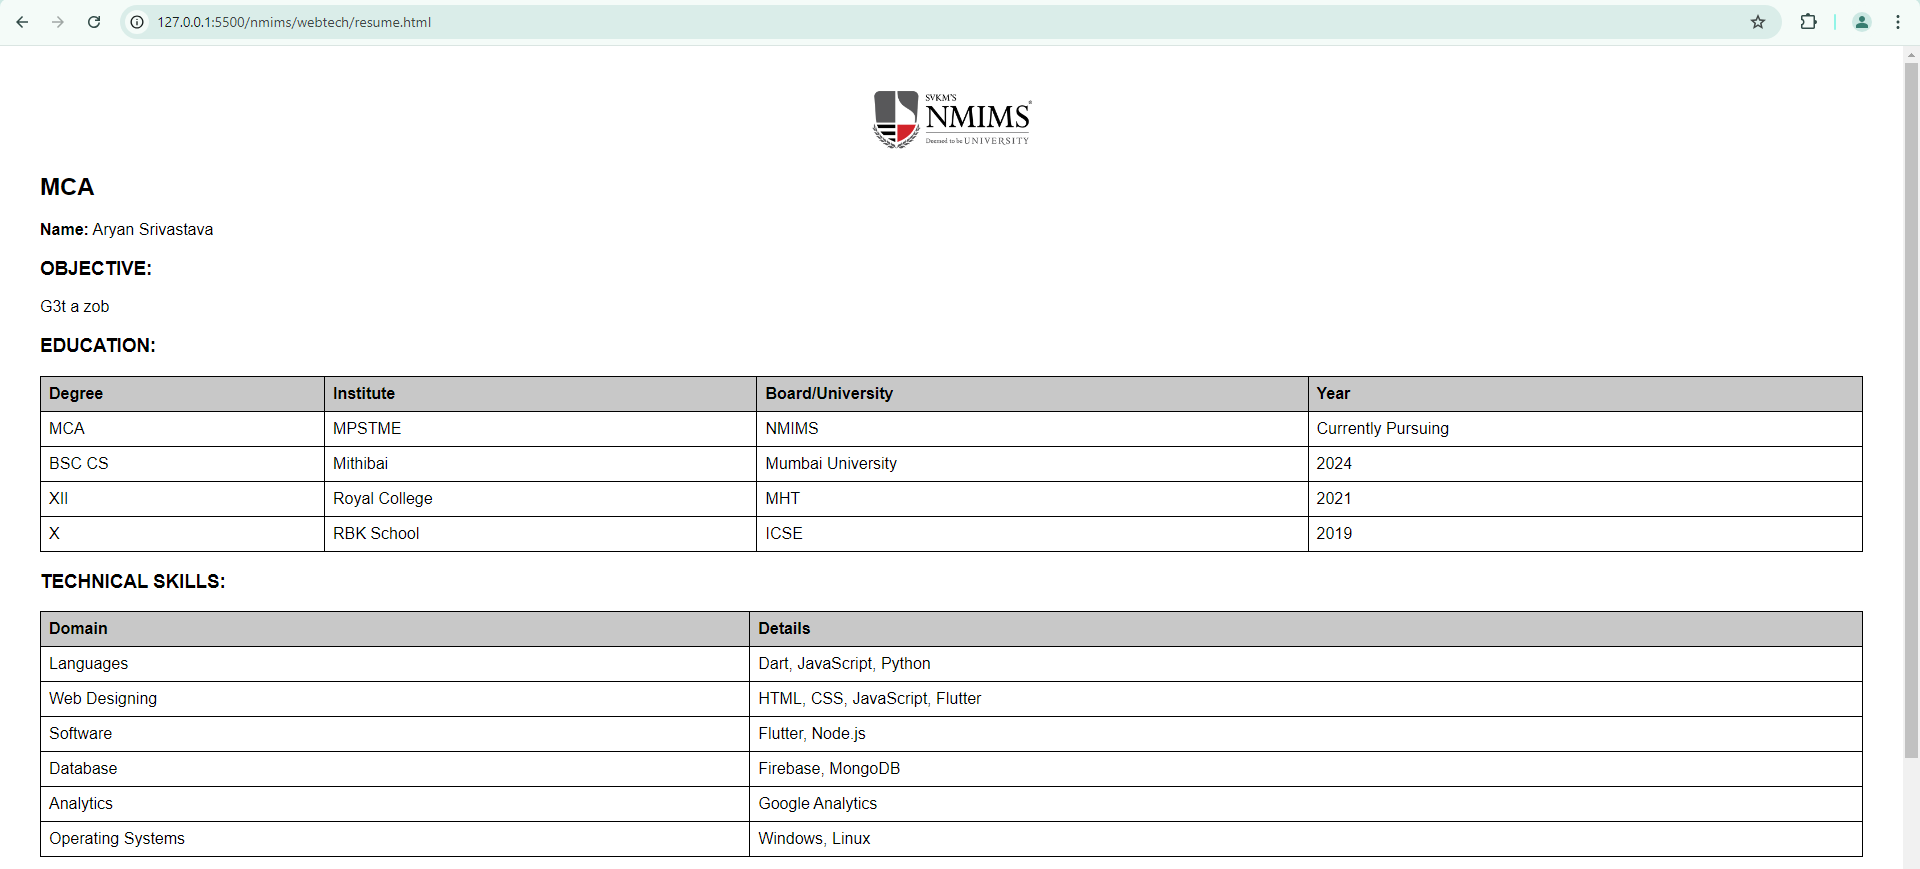 127.0.0.1:5500/nmims/webtech/resume.html
SVKM'S
NMIMS
Deemed to be UNIVERSITY
MCA
Name: Aryan Srivastava
OBJECTIVE:
G3t a zob
EDUCATION:
Degree Institute Board/University Year
MCA MPSTME NMIMS Currently Pursuing
BSC CS Mithibai Mumbai University 2024
XII Royal College MHT 2021
X RBK School ICSE 2019
TECHNICAL SKILLS:
Domain Details
Languages Dart, JavaScript, Python
Web Designing HTML, CSS, JavaScript, Flutter
Software Flutter, Node.js
Database Firebase, MongoDB
Analytics Google Analytics
Operating Systems Windows, Linux